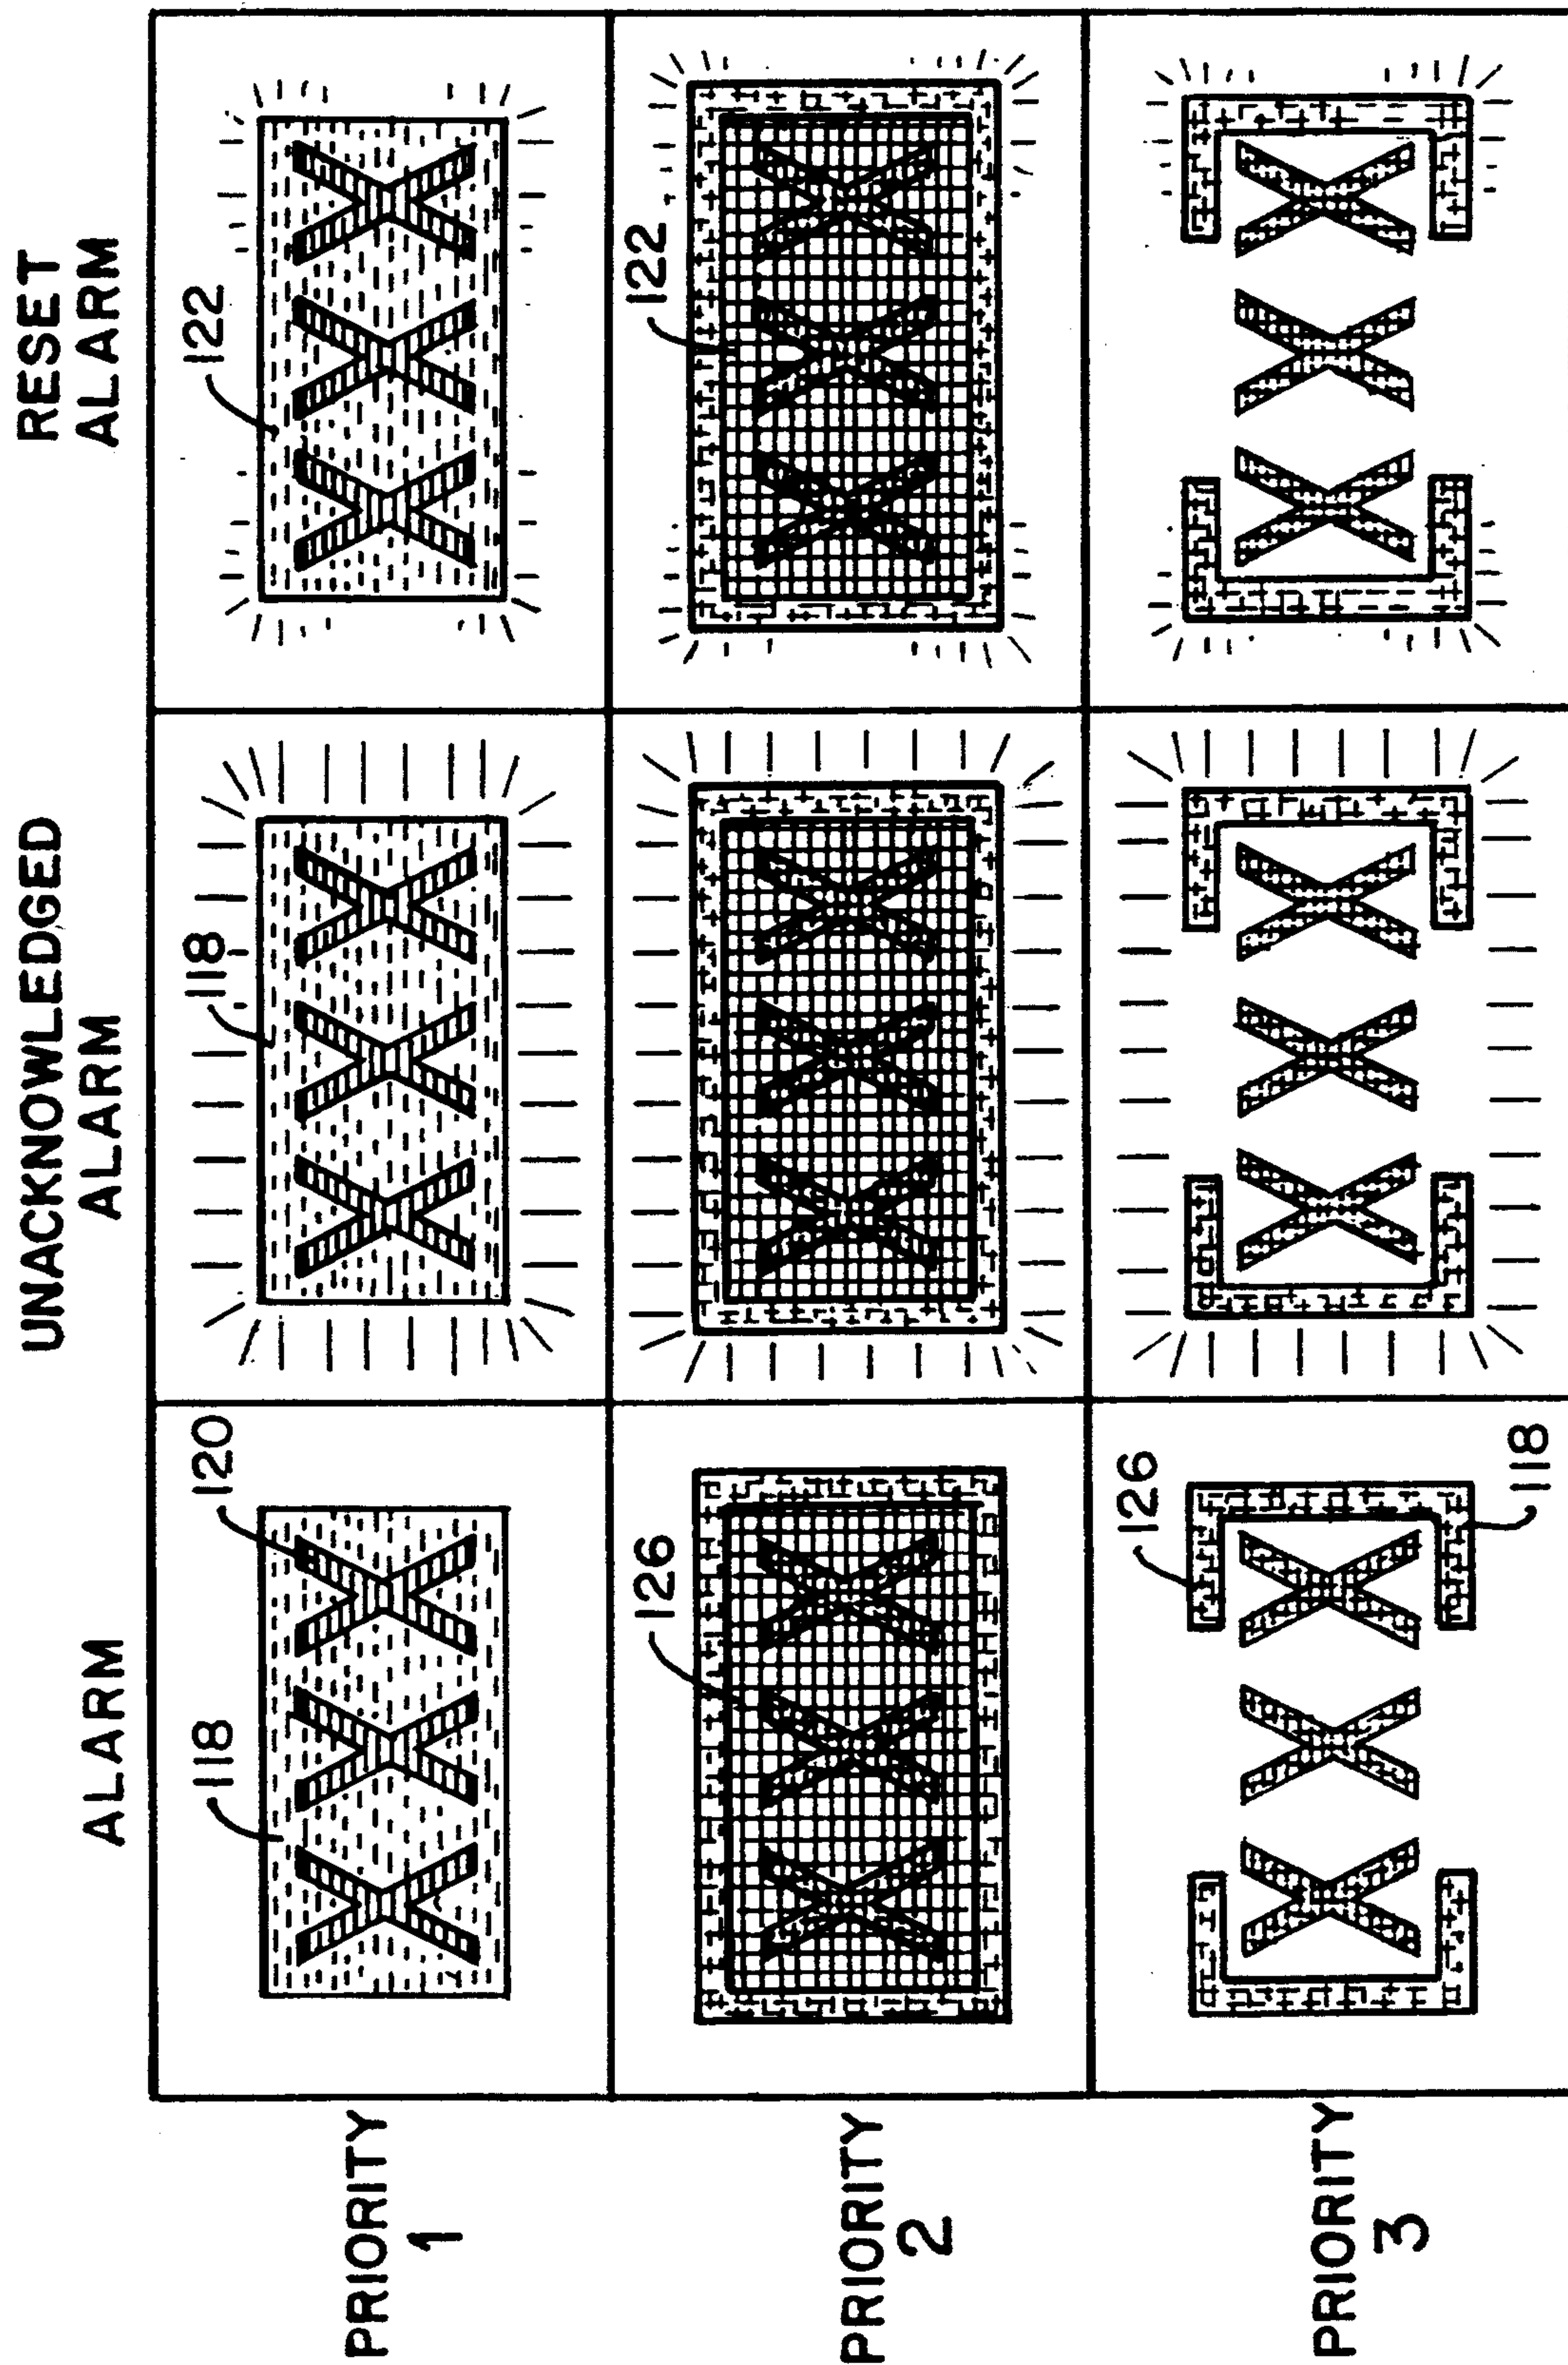 ALARM
UNACKNOWLEDGED
ALARM
RESET
ALARM
PRIORITY
1
118
120
XXX
118
XXX
122
XXX
PRIORITY
2
126
XXX
XXX
122
XXX
PRIORITY
3
126
XXX
118
XXX
XXX